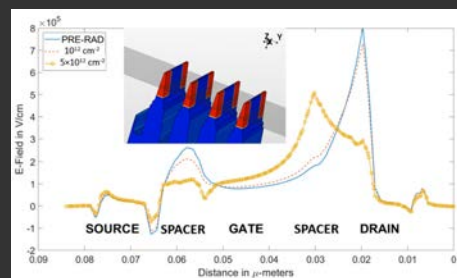 8 ×10⁵
PRE-RAD
10¹² cm⁻²
5×10¹² cm⁻²
Z Y
E-Field in V/cm
7
6
5
4
3
2
1
0
-1
-2
SOURCE SPACER GATE SPACER DRAIN
0.09 0.08 0.07 0.06 0.05 0.04 0.03 0.02 0.01 0
Distance in μ-meters